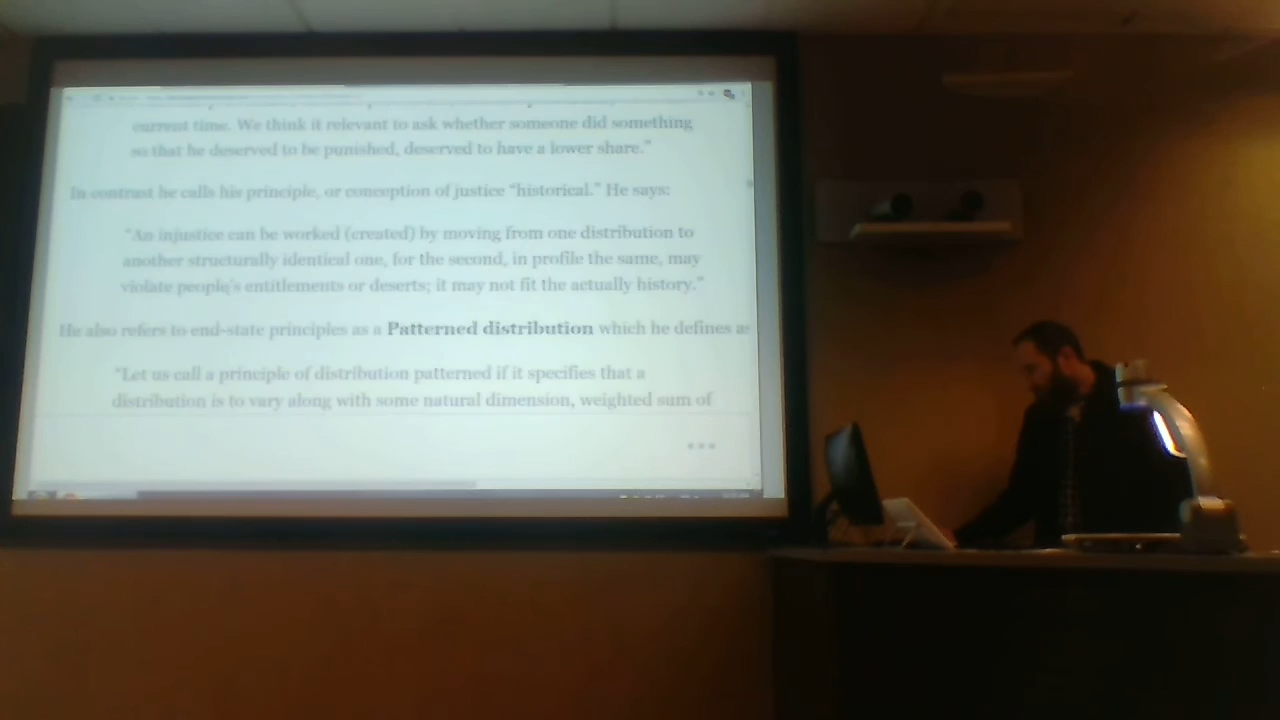 current time. We think it relevant to ask whether someone did something
so that he deserved to be punished, deserved to have a lower share."
In contrast he calls his principle, or conception of justice "historical." He says:
"An injustice can be worked (created) by moving from one distribution to
another structurally identical one, for the second, in profile the same, may
violate people's entitlements or deserts; it may not fit the actually history."
He also refers to end-state principles as a Patterned distribution which he defines as
"Let us call a principle of distribution patterned if it specifies that a
distribution is to vary along with some natural dimension, weighted sum of